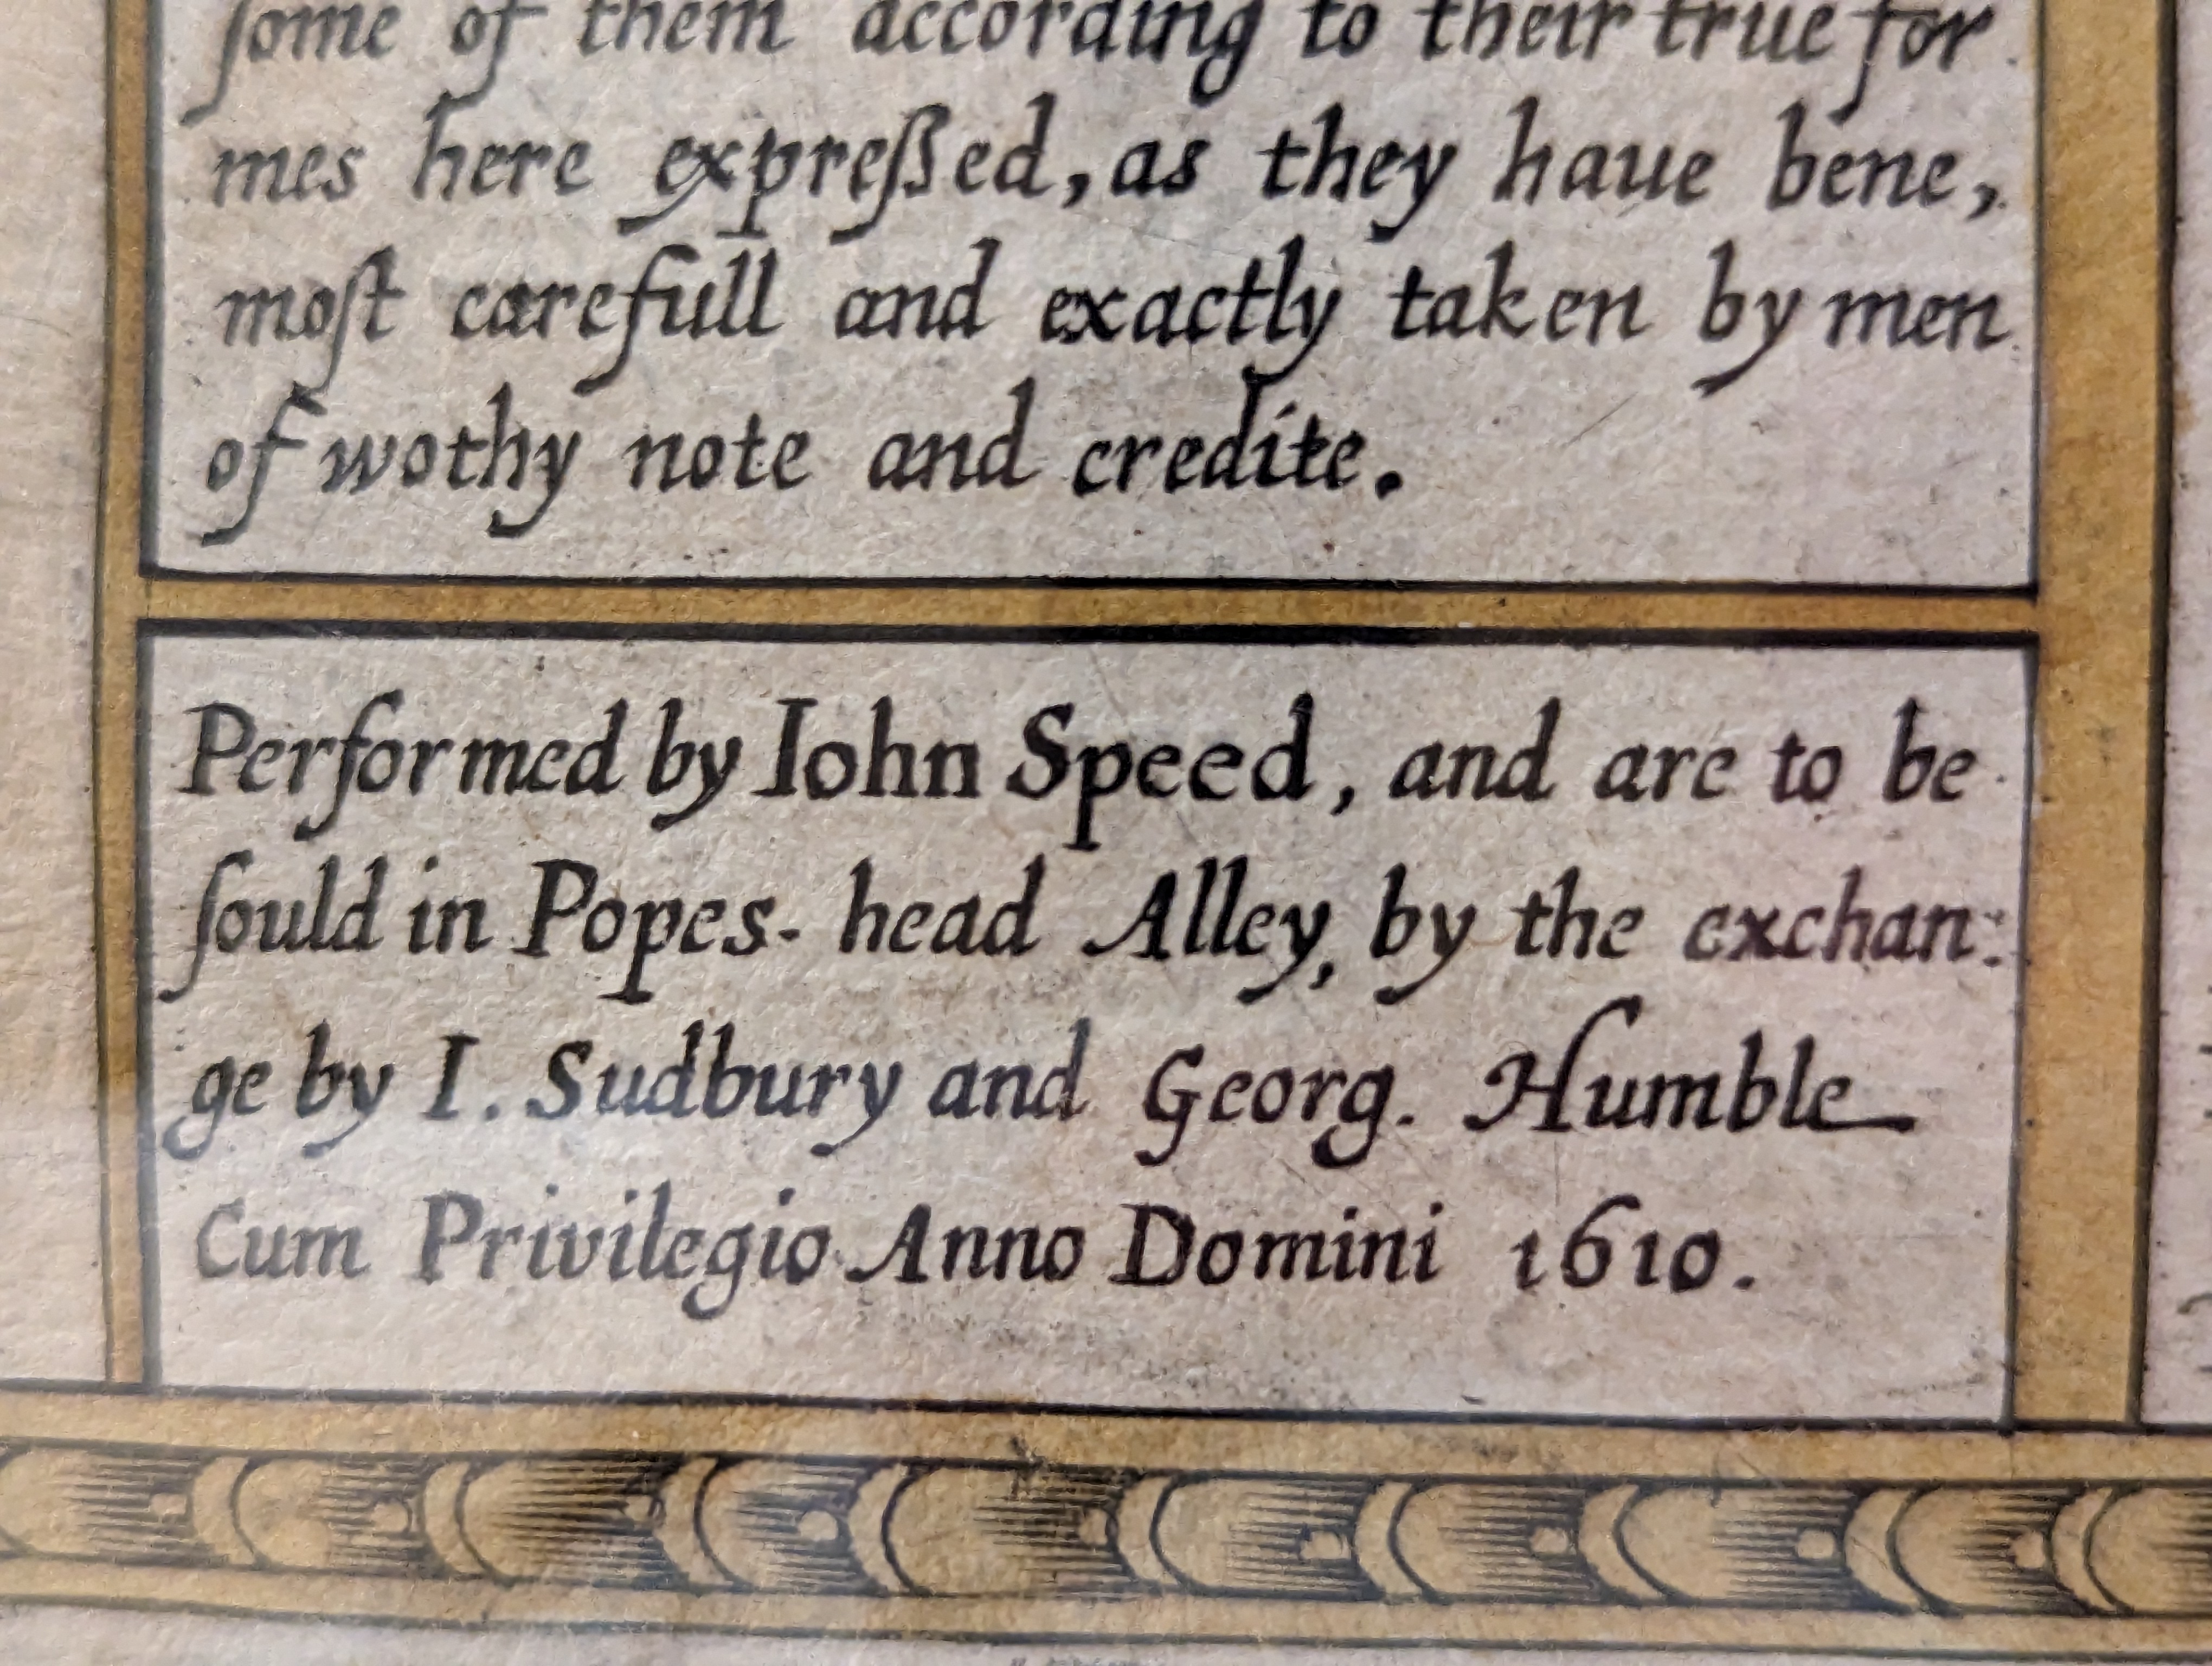 ſome of them according to their true for
mes here expreßed, as they haue bene,
moſt carefull and exactly taken by men
of wothy note and credite.
Performed by Iohn Speed, and are to be
ſould in Popes- head Alley, by the exchan:
ge by I. Sudbury and Georg. Humble
Cum Privilegio Anno Domini 1610.